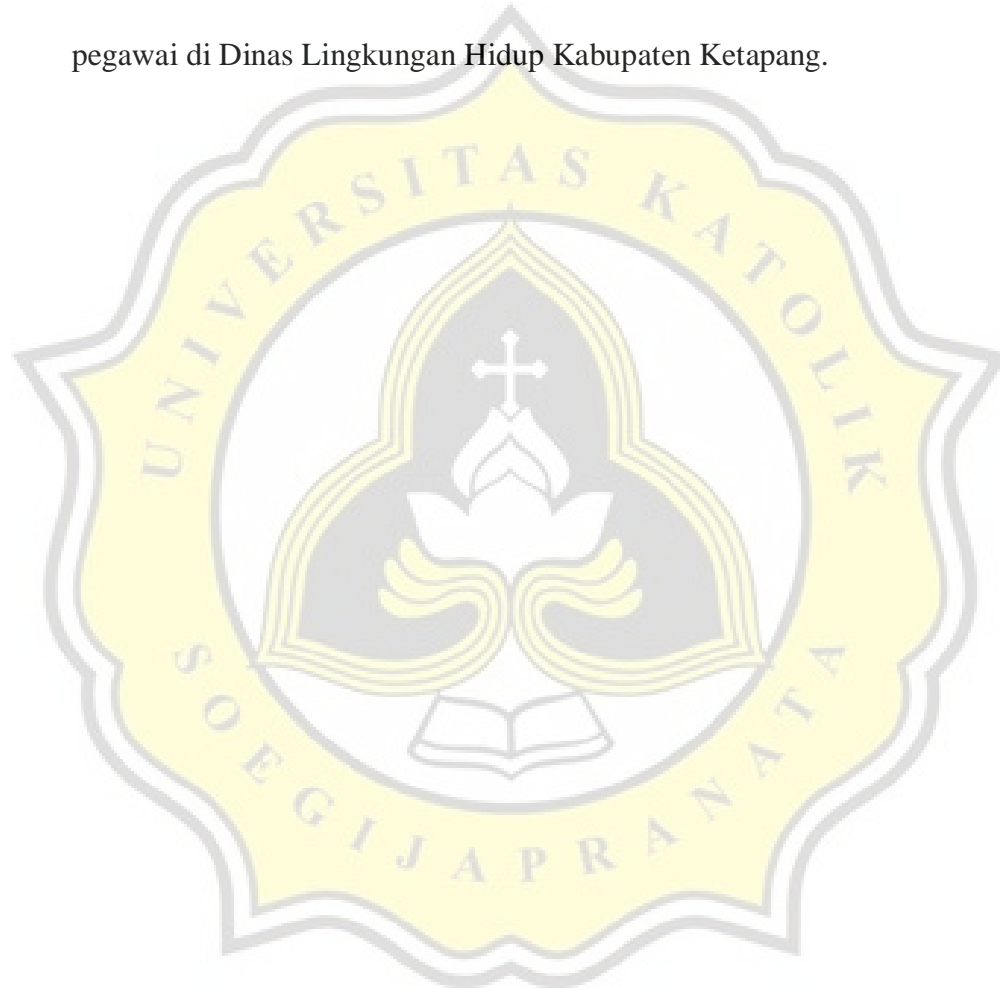 pegawai di Dinas Lingkungan Hidup Kabupaten Ketapang.
UNIVERSITAS KATOLIK
SOEGIJAPRANATA